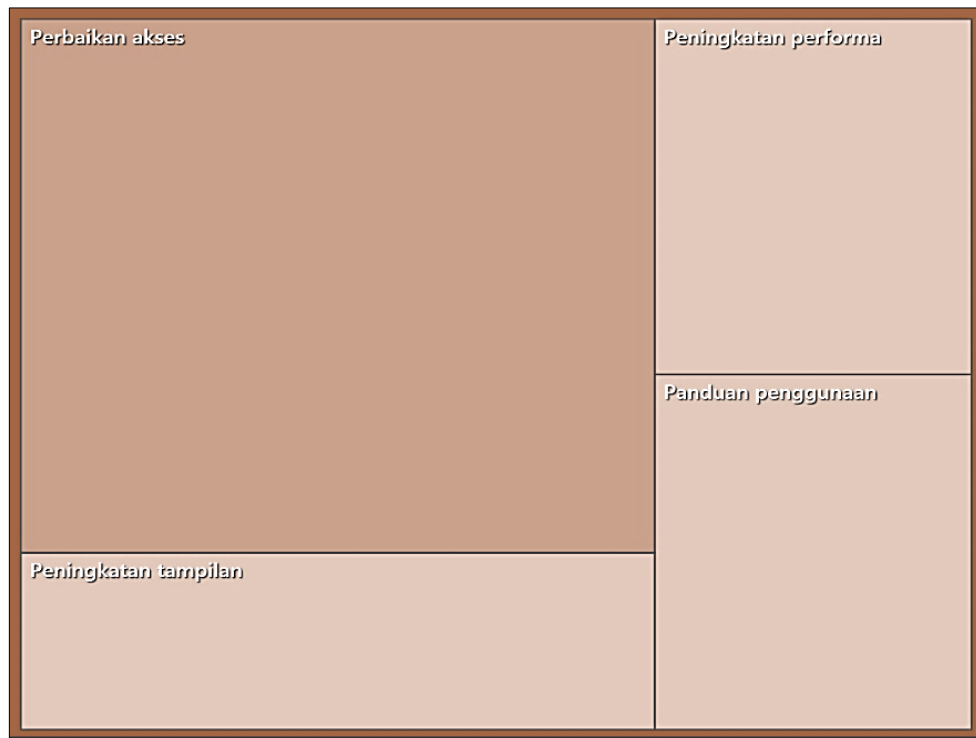 Perbaikan akses
Peningkatan performa
Panduan penggunaan
Peningkatan tampilan